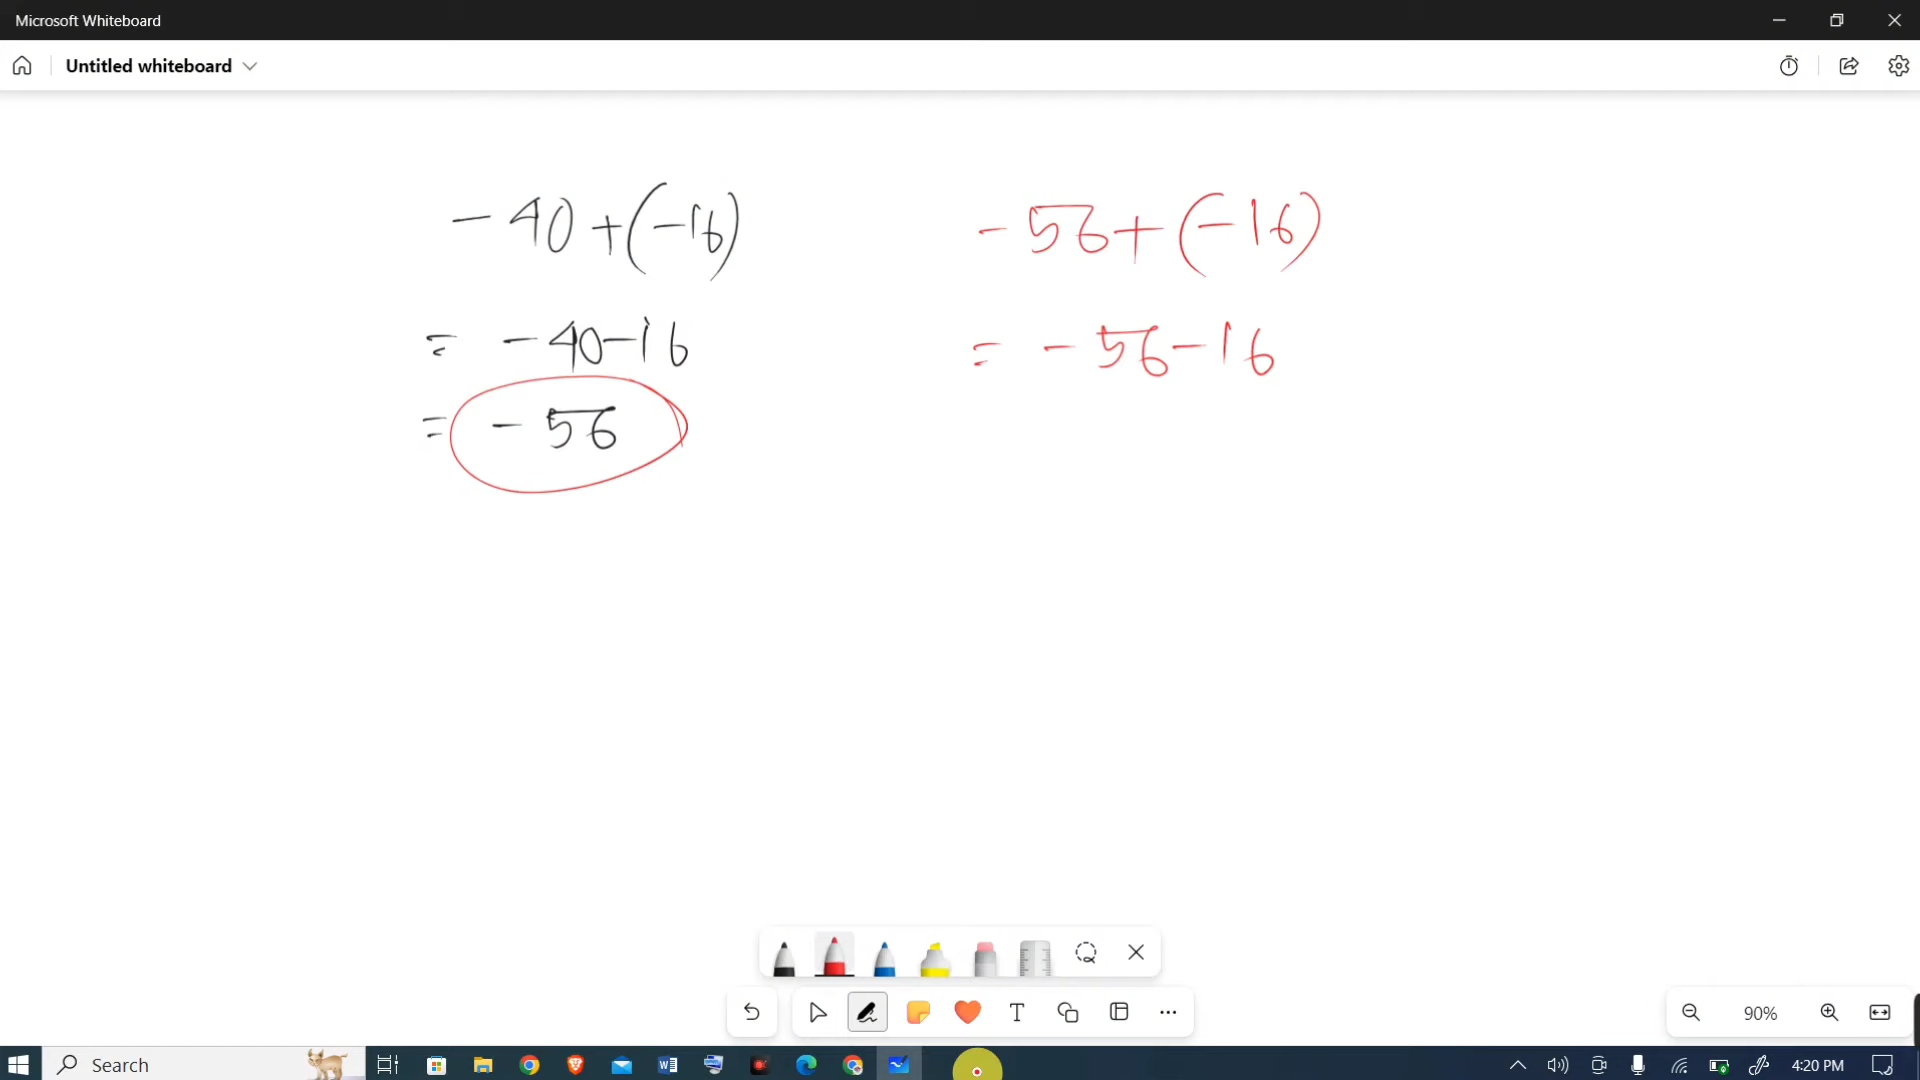 Microsoft Whiteboard
Untitled whiteboard
-40+(-16)
= -40-16
= -56
-56+(-16)
= -56-16
90%
Search
4:20 PM